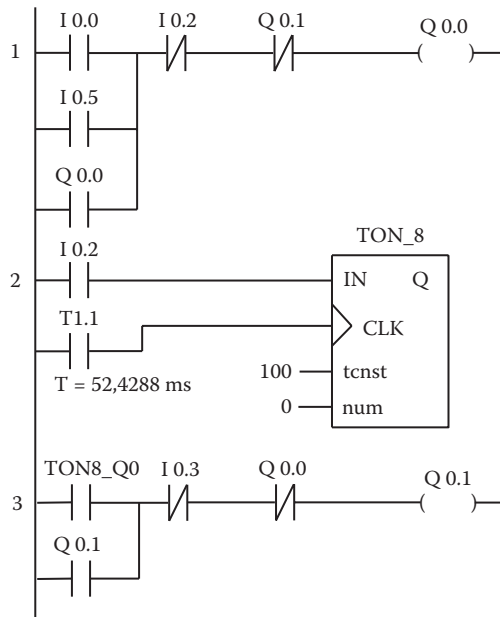 I 0.0
I 0.2
Q 0.1
Q 0.0
1
( )
I 0.5
Q 0.0
I 0.2
TON_8
2
IN Q
T1.1
CLK
T = 52,4288 ms
100
tcnst
0
num
TON8_Q0
I 0.3
Q 0.0
Q 0.1
3
( )
Q 0.1